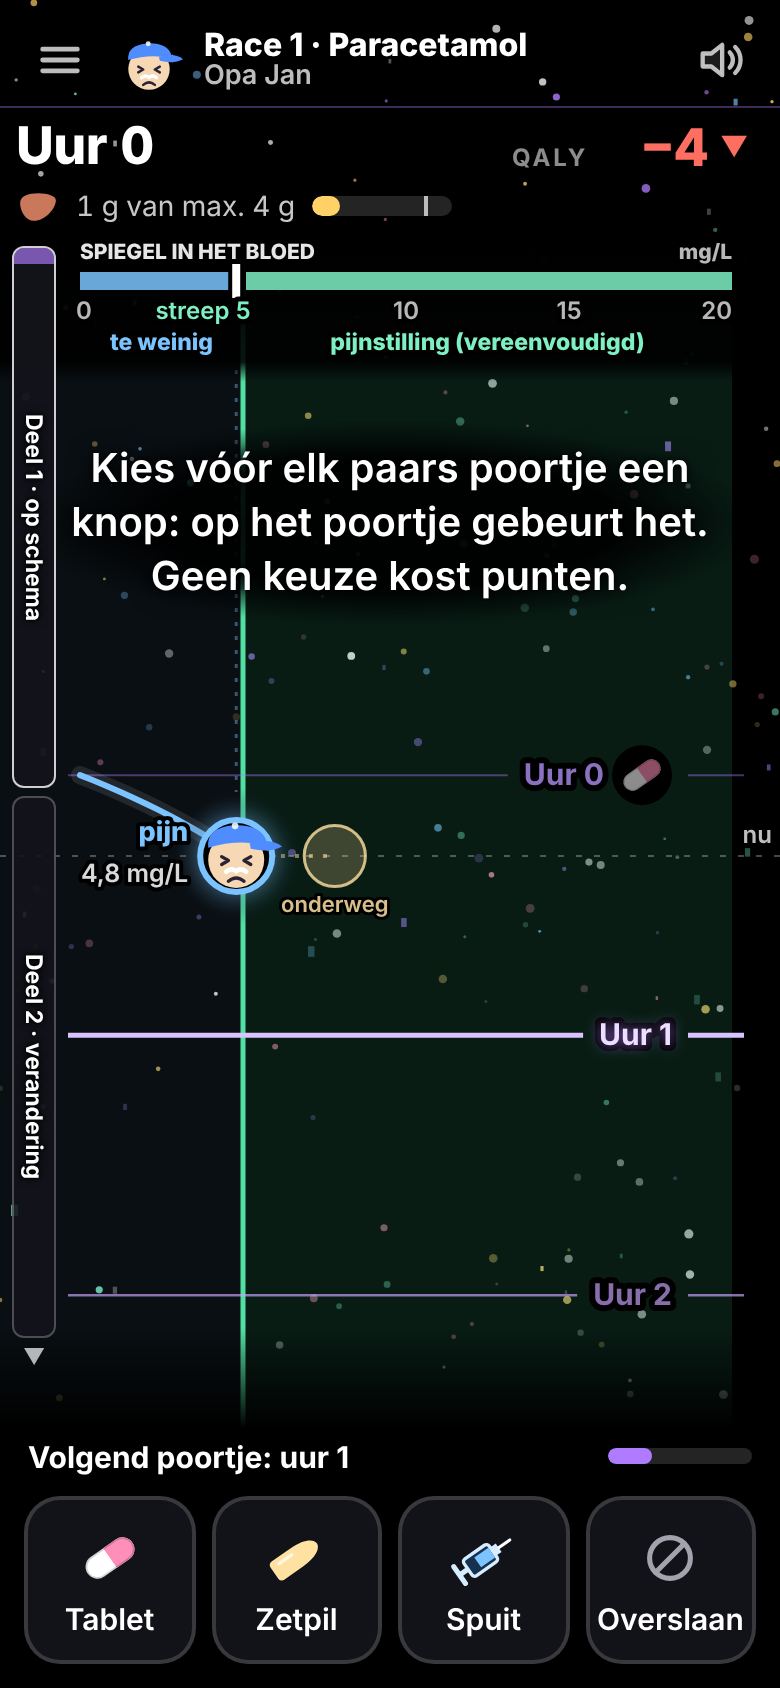 Race 1 · Paracetamol
Opa Jan
Uur 0
QALY
−4 ▼
1 g van max. 4 g
SPIEGEL IN HET BLOED
mg/L
0
streep 5
10
15
20
te weinig
pijnstilling (vereenvoudigd)
Deel 1 · op schema
Kies vóór elk paars poortje een
knop: op het poortje gebeurt het.
Geen keuze kost punten.
Uur 0
pijn
nu
4,8 mg/L
onderweg
Deel 2 · verandering
Uur 1
Uur 2
Volgend poortje: uur 1
Tablet
Zetpil
Spuit
Overslaan